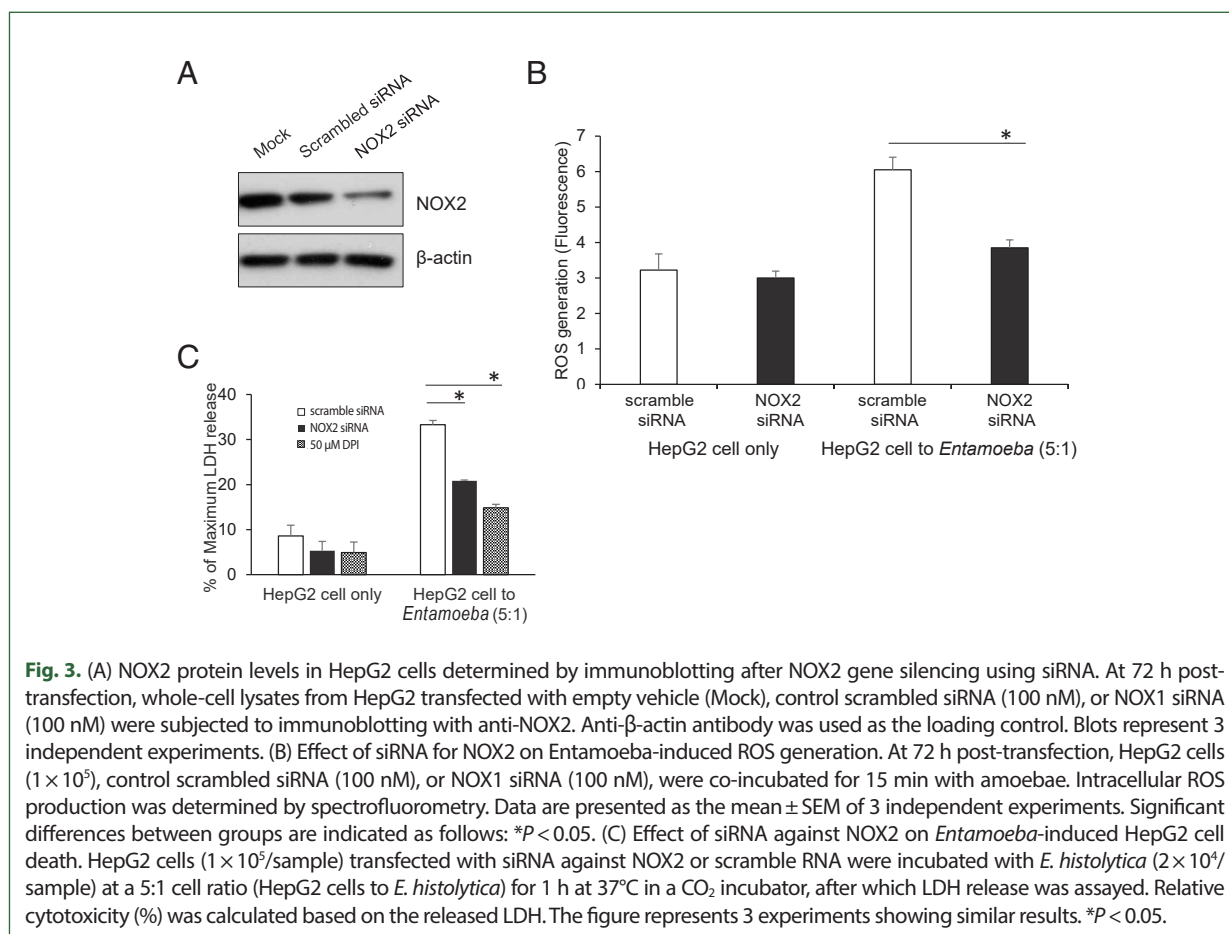 A
Mock
Scrambled siRNA
NOX2 siRNA
NOX2
β-actin
B
ROS generation (Fluorescence)
7
6
5
4
3
2
1
0
*
scramble siRNA
NOX2 siRNA
scramble siRNA
NOX2 siRNA
HepG2 cell only
HepG2 cell to Entamoeba (5:1)
C
% of Maximum LDH release
40
30
20
10
0
scramble siRNA
NOX2 siRNA
50 µM DPI
*
*
HepG2 cell only
HepG2 cell to
Entamoeba (5:1)
Fig. 3. (A) NOX2 protein levels in HepG2 cells determined by immunoblotting after NOX2 gene silencing using siRNA. At 72 h post-
transfection, whole-cell lysates from HepG2 transfected with empty vehicle (Mock), control scrambled siRNA (100 nM), or NOX1 siRNA
(100 nM) were subjected to immunoblotting with anti-NOX2. Anti-β-actin antibody was used as the loading control. Blots represent 3
independent experiments. (B) Effect of siRNA for NOX2 on Entamoeba-induced ROS generation. At 72 h post-transfection, HepG2 cells
(1 × 10⁵), control scrambled siRNA (100 nM), or NOX1 siRNA (100 nM), were co-incubated for 15 min with amoebae. Intracellular ROS
production was determined by spectrofluorometry. Data are presented as the mean ± SEM of 3 independent experiments. Significant
differences between groups are indicated as follows: *P < 0.05. (C) Effect of siRNA against NOX2 on Entamoeba-induced HepG2 cell
death. HepG2 cells (1 × 10⁵/sample) transfected with siRNA against NOX2 or scramble RNA were incubated with E. histolytica (2 × 10⁴/
sample) at a 5:1 cell ratio (HepG2 cells to E. histolytica) for 1 h at 37°C in a CO₂ incubator, after which LDH release was assayed. Relative
cytotoxicity (%) was calculated based on the released LDH. The figure represents 3 experiments showing similar results. *P < 0.05.